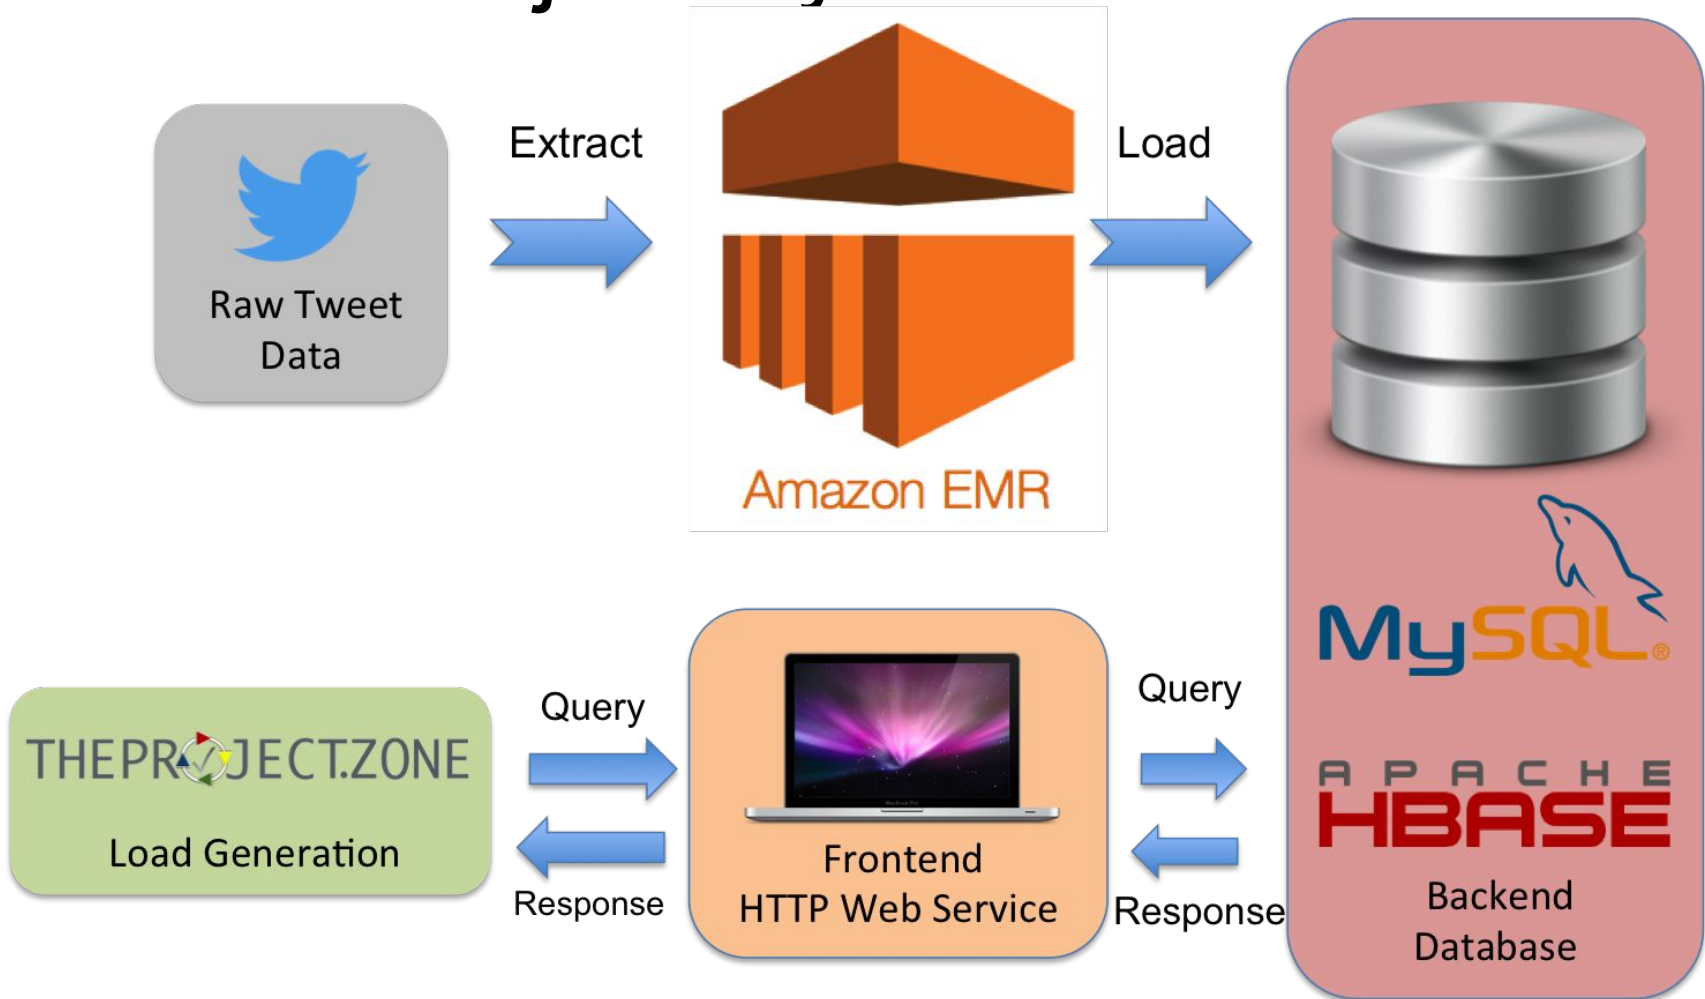 Extract
Load
Raw Tweet
Data
Amazon EMR
MySQL®
Query
Query
THEPROJECT.ZONE
APACHE
HBASE
Load Generation
Frontend
HTTP Web Service
Response
Response
Backend
Database